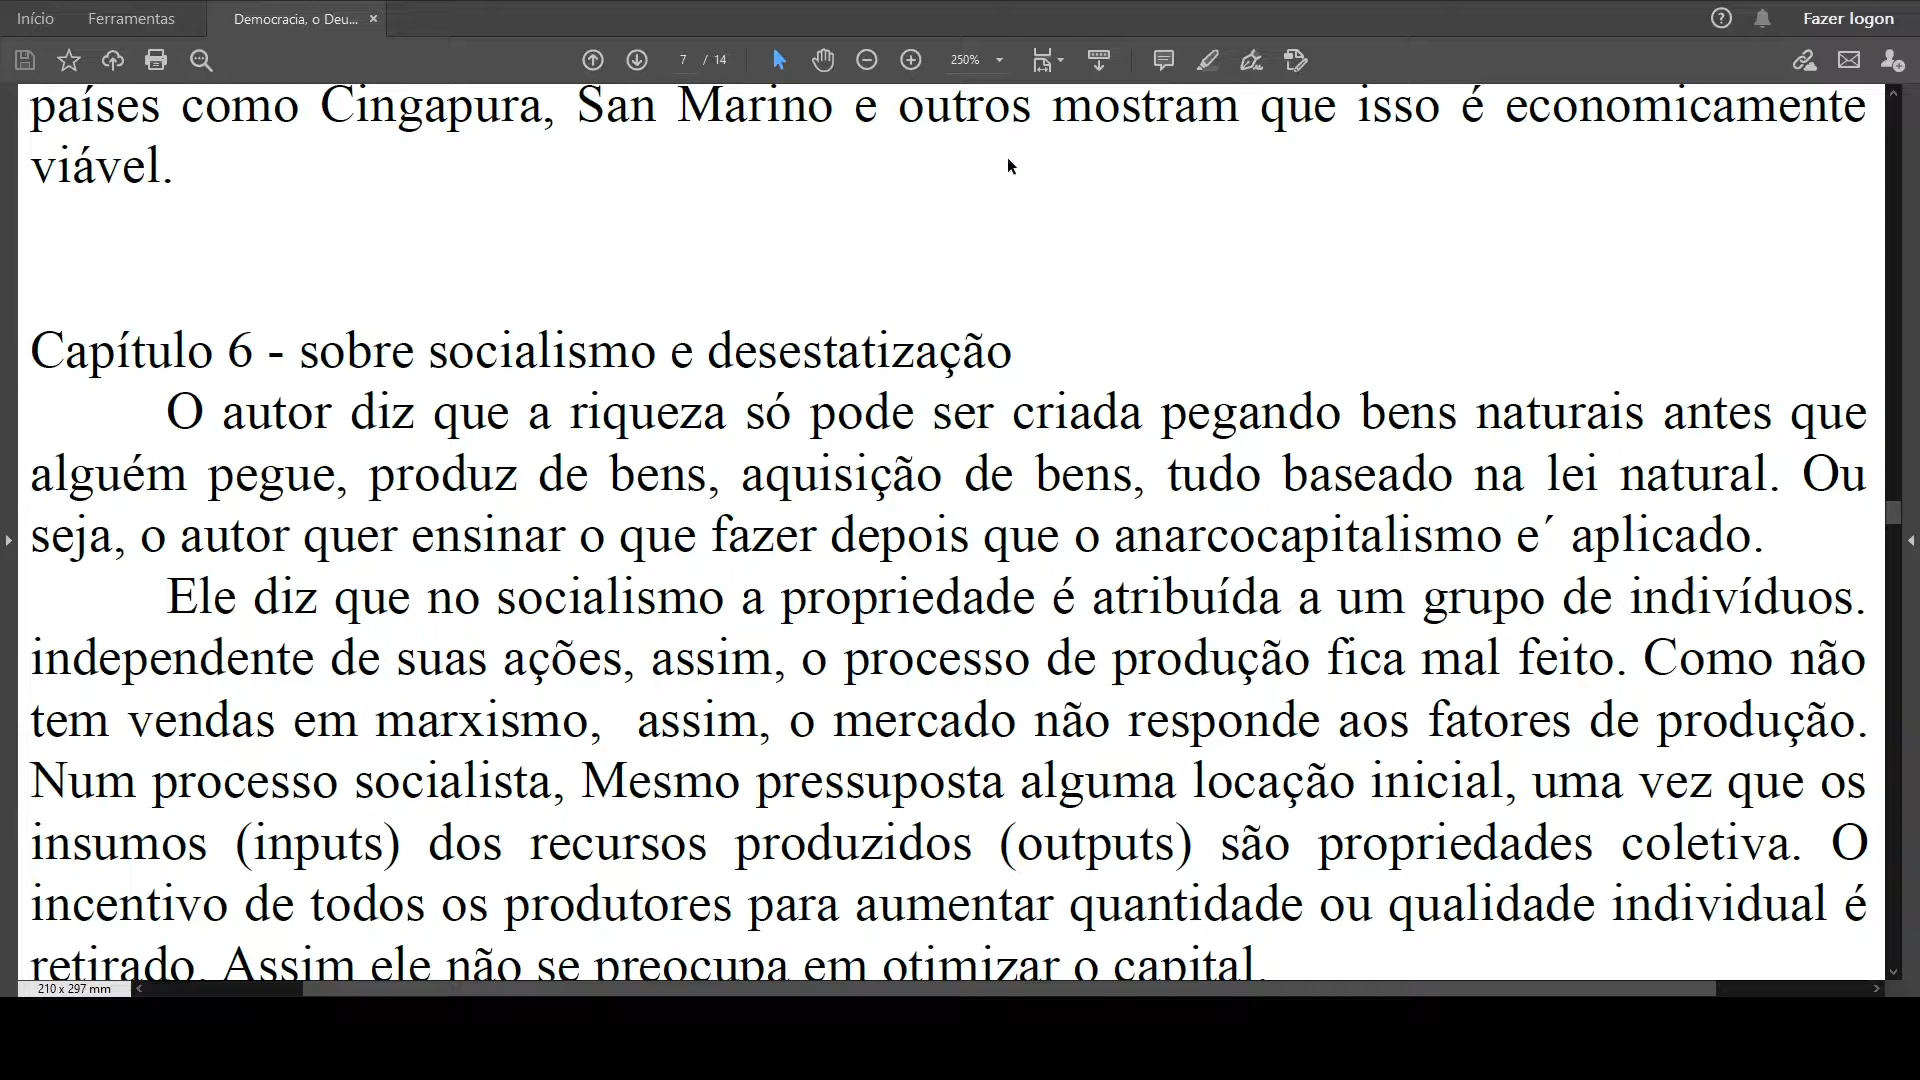 Início Ferramentas Democracia, o Deu... × Fazer logon
7 / 14 250%
países como Cingapura, San Marino e outros mostram que isso é economicamente
viável.
Capítulo 6 - sobre socialismo e desestatização
O autor diz que a riqueza só pode ser criada pegando bens naturais antes que
alguém pegue, produz de bens, aquisição de bens, tudo baseado na lei natural. Ou
seja, o autor quer ensinar o que fazer depois que o anarcocapitalismo e´ aplicado.
Ele diz que no socialismo a propriedade é atribuída a um grupo de indivíduos.
independente de suas ações, assim, o processo de produção fica mal feito. Como não
tem vendas em marxismo,  assim, o mercado não responde aos fatores de produção.
Num processo socialista, Mesmo pressuposta alguma locação inicial, uma vez que os
insumos (inputs) dos recursos produzidos (outputs) são propriedades coletiva. O
incentivo de todos os produtores para aumentar quantidade ou qualidade individual é
retirado. Assim ele não se preocupa em otimizar o capital.
210 x 297 mm